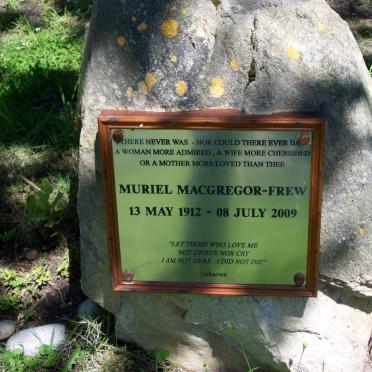 THERE NEVER WAS - NOR COULD THERE EVER BE
A WOMAN MORE ADMIRED , A WIFE MORE CHERISHED
OR A MOTHER MORE LOVED THAN THEE
MURIEL MACGREGOR-FREW
13 MAY 1912 - 08 JULY 2009
"LET THOSE WHO LOVE ME
NOT GRIEVE NOR CRY
I AM NOT HERE - I DID NOT DIE"
Unknown